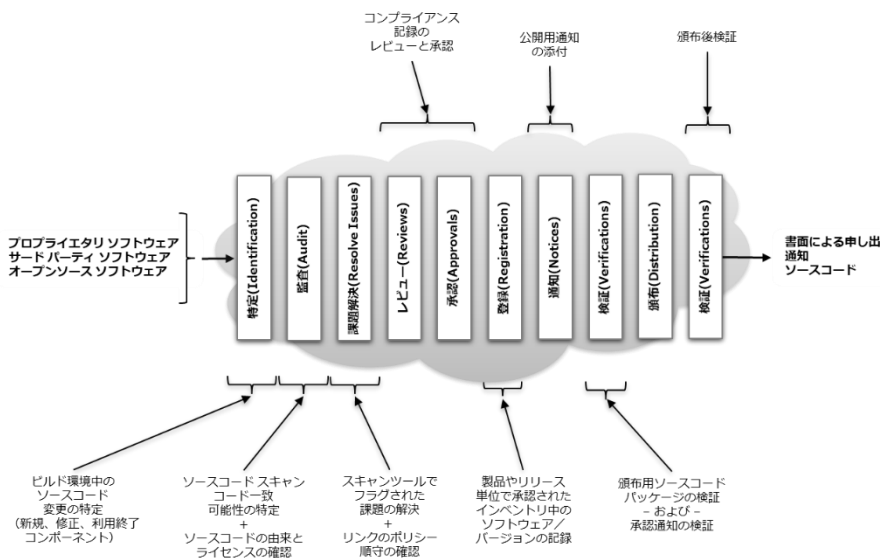 コンプライアンス
記録の
レビューと承認
公開用通知
の添付
頒布後検証
プロプライエタリ ソフトウェア
サード パーティ ソフトウェア
オープンソース ソフトウェア
特定(Identification)
監査(Audit)
課題解決(Resolve Issues)
レビュー(Reviews)
承認(Approvals)
登録(Registration)
通知(Notices)
検証(Verifications)
頒布(Distribution)
検証(Verifications)
書面による申し出
通知
ソースコード
ビルド環境中の
ソースコード
変更の特定
(新規、修正、利用終了
コンポーネント)
ソースコード スキャン
コード一致
可能性の特定
+
ソースコードの由来と
ライセンスの確認
スキャンツールで
フラグされた
課題の解決
+
リンクのポリシー
順守の確認
製品やリリース
単位で承認された
インベントリ中の
ソフトウェア/
バージョンの記録
頒布用ソースコード
パッケージの検証
– および –
承認通知の検証